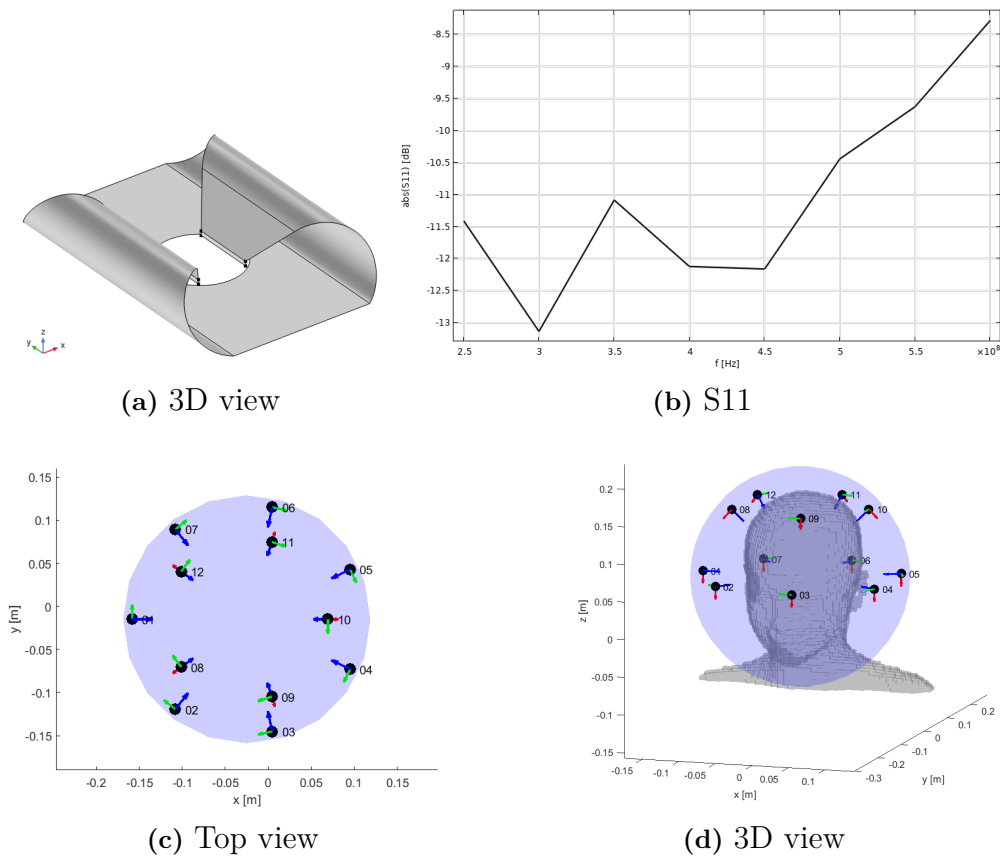 z
y
x
-8.5
-9
-9.5
-10
-10.5
-11
-11.5
-12
-12.5
-13
abs(S11) [dB]
2.5 3 3.5 4 4.5 5 5.5 ×10⁸
f [Hz]
(a) 3D view
(b) S11
0.15
0.1
0.05
0
-0.05
-0.1
-0.15
y [m]
06
07
11
05
12
01
10
08
04
09
02
03
-0.2 -0.15 -0.1 -0.05 0 0.05 0.1 0.15
x [m]
0.2
0.15
0.1
0.05
0
-0.05
-0.1
-0.15
z [m]
12
11
08
10
09
07
06
01
05
02
04
03
-0.15 -0.1 -0.05 0 0.05 0.1
x [m]
-0.3 -0.2 -0.1 0 0.1 0.2
y [m]
(c) Top view
(d) 3D view